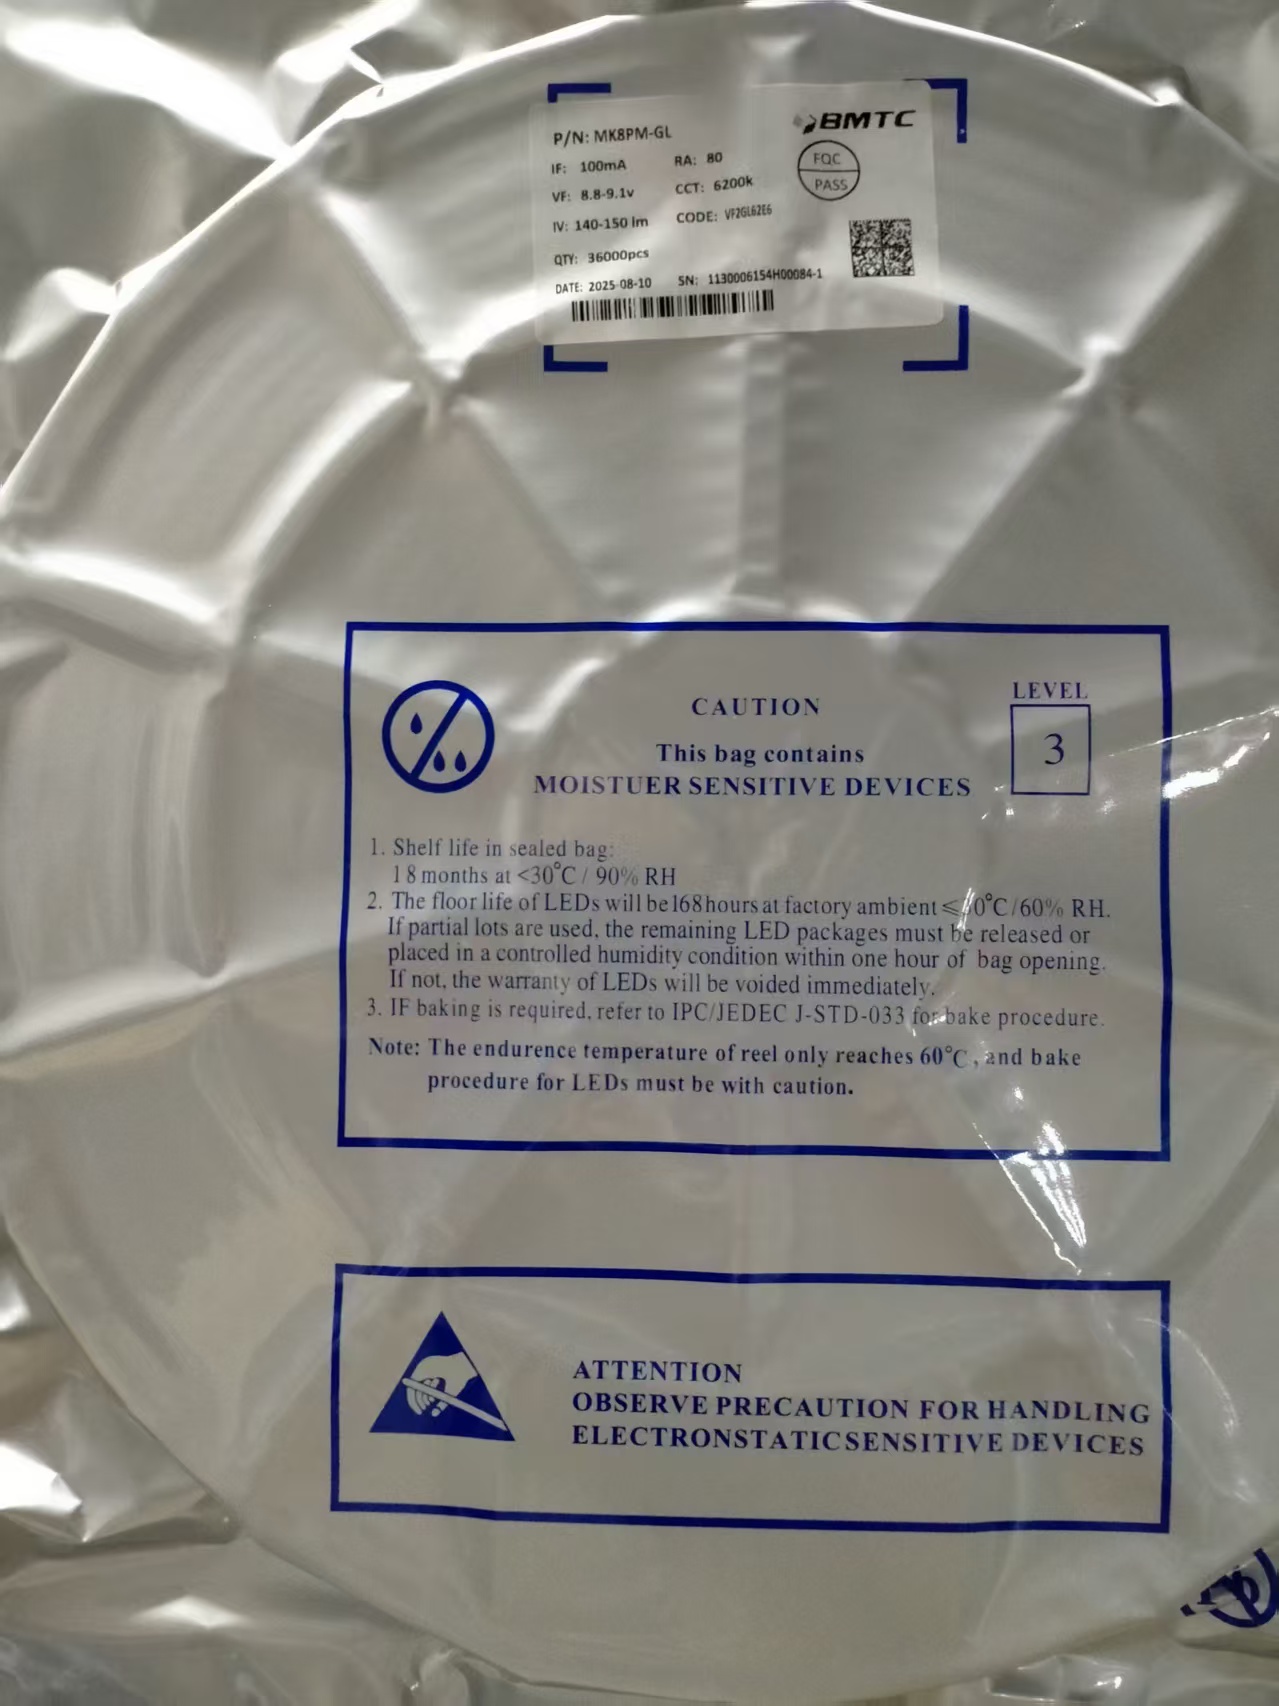 BMTC
P/N: MK8PM-GL
IF: 100mA RA: 80
VF: 8.8-9.1v CCT: 6200k
IV: 140-150 lm CODE: VF2GL62E6
QTY: 36000pcs
DATE: 2025-08-10 SN: 1130006154H00084-1
FQC
PASS
LEVEL
3
CAUTION
This bag contains
MOISTUER SENSITIVE DEVICES
1. Shelf life in sealed bag:
18 months at <30°C / 90% RH
2. The floor life of LEDs will be 168 hours at factory ambient ≤ 0°C/60% RH.
If partial lots are used, the remaining LED packages must be released or
placed in a controlled humidity condition within one hour of bag opening.
If not, the warranty of LEDs will be voided immediately.
3. IF baking is required, refer to IPC/JEDEC J-STD-033 for bake procedure.
Note: The endurence temperature of reel only reaches 60°C, and bake
procedure for LEDs must be with caution.
ATTENTION
OBSERVE PRECAUTION FOR HANDLING
ELECTRONSTATIC SENSITIVE DEVICES